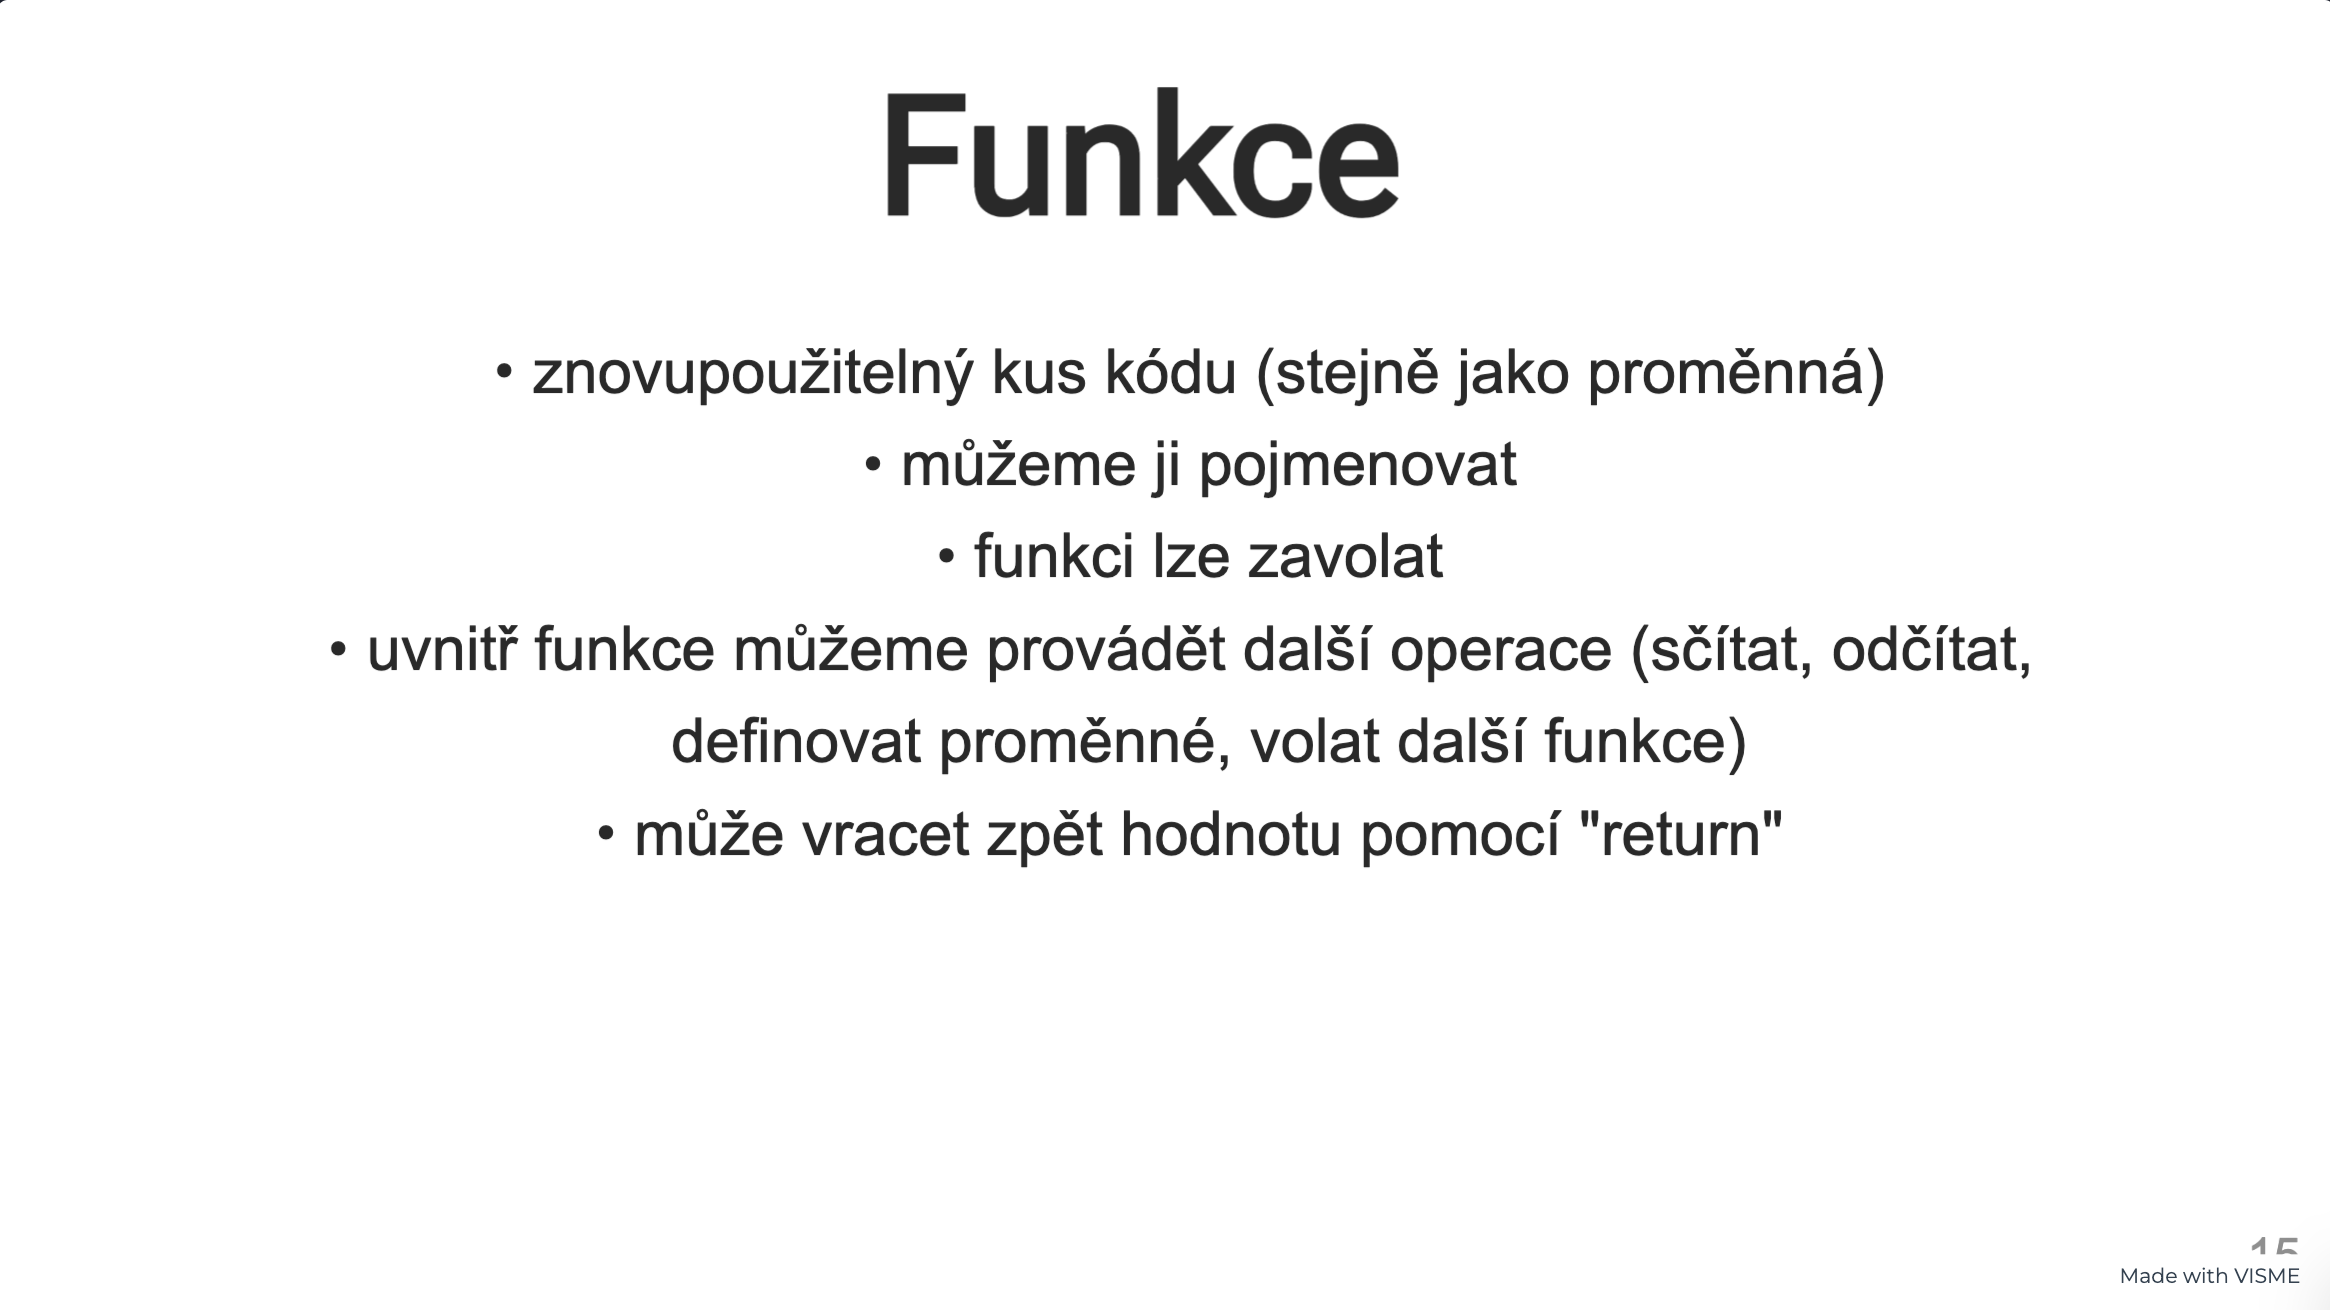 Funkce
• znovupoužitelný kus kódu (stejně jako proměnná)
• můžeme ji pojmenovat
• funkci lze zavolat
• uvnitř funkce můžeme provádět další operace (sčítat, odčítat,
definovat proměnné, volat další funkce)
• může vracet zpět hodnotu pomocí "return"
15
Made with VISME